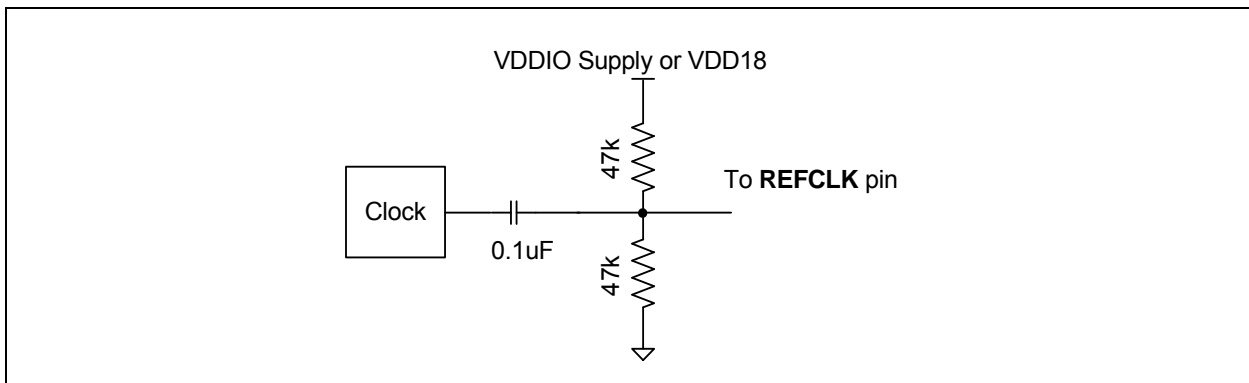 VDDIO Supply or VDD18
47k
To REFCLK pin
Clock
0.1uF
47k